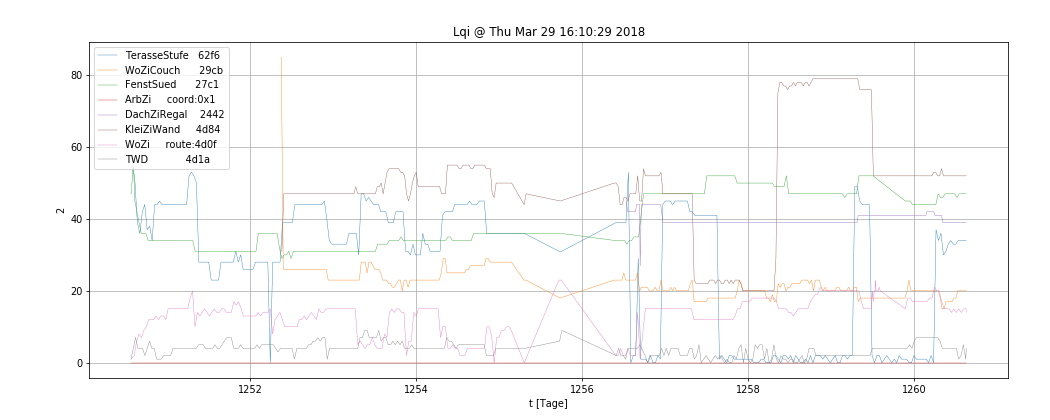 Lqi @ Thu Mar 29 16:10:29 2018
TerasseStufe 62f6
WoZiCouch 29cb
FenstSued 27c1
ArbZi coord:0x1
DachZiRegal 2442
KleiZiWand 4d84
WoZi route:4d0f
TWD 4d1a
80
60
40
20
0
2
1252 1254 1256 1258 1260
t [Tage]